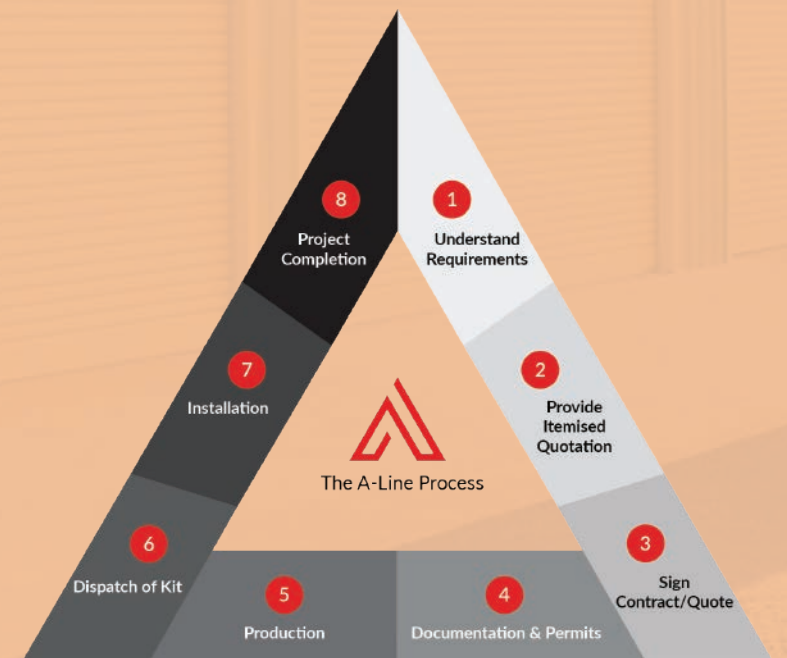 1
Understand
Requirements
2
Provide
Itemised
Quotation
3
Sign
Contract/Quote
4
Documentation & Permits
5
Production
6
Dispatch of Kit
7
Installation
8
Project
Completion
The A-Line Process